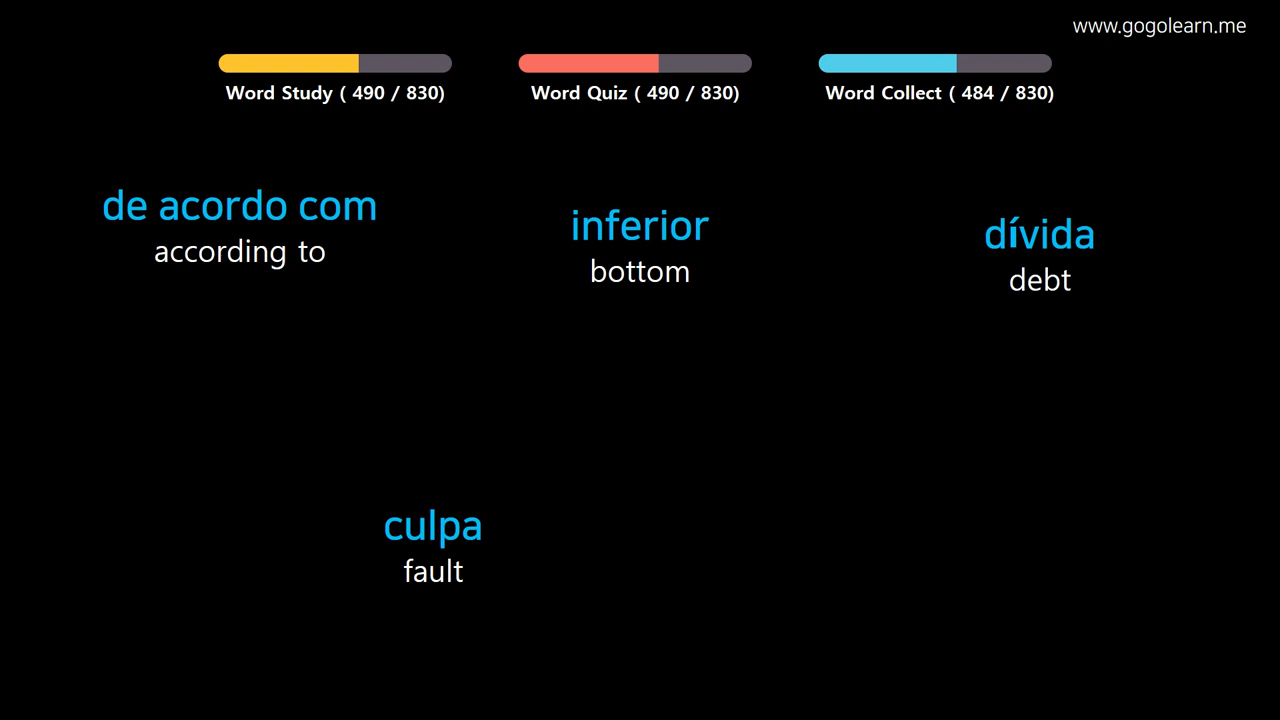 www.gogolearn.me
Word Study ( 490 / 830)
Word Quiz ( 490 / 830)
Word Collect ( 484 / 830)
de acordo com
according to
inferior
bottom
dívida
debt
culpa
fault